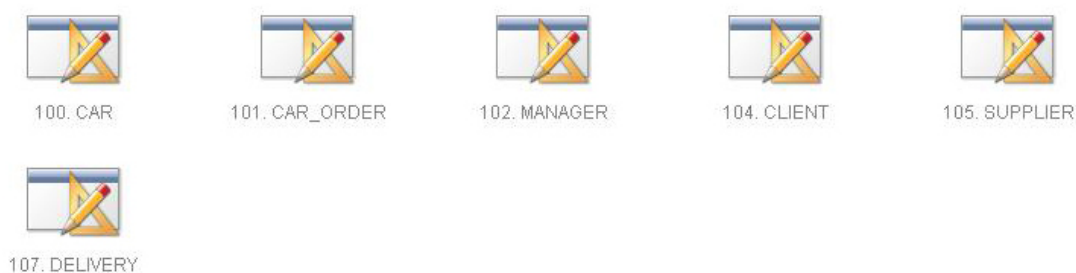 100. CAR
101. CAR_ORDER
102. MANAGER
104. CLIENT
105. SUPPLIER
107. DELIVERY